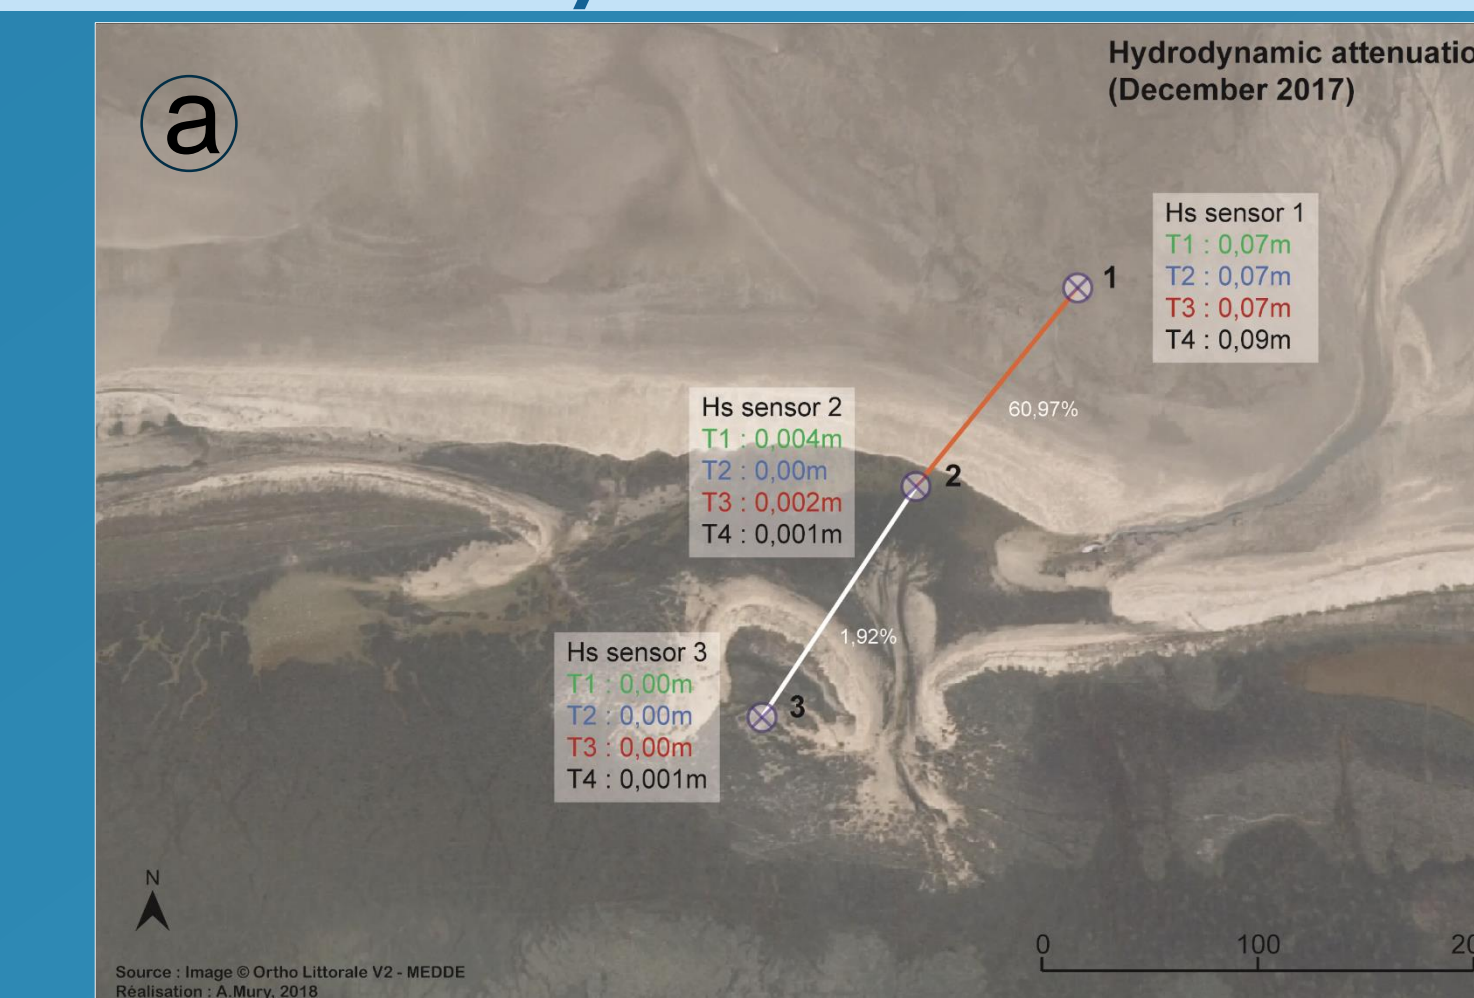 a
Hydrodynamic attenuatio
(December 2017)
Hs sensor 1
T1 : 0,07m
T2 : 0,07m
T3 : 0,07m
T4 : 0,09m
1
60,97%
Hs sensor 2
T1 : 0,004m
T2 : 0,00m
T3 : 0,002m
T4 : 0,001m
2
1,92%
Hs sensor 3
T1 : 0,00m
T2 : 0,00m
T3 : 0,00m
T4 : 0,001m
3
N
0 100 20
Source : Image © Ortho Littorale V2 - MEDDE
Réalisation : A.Mury, 2018